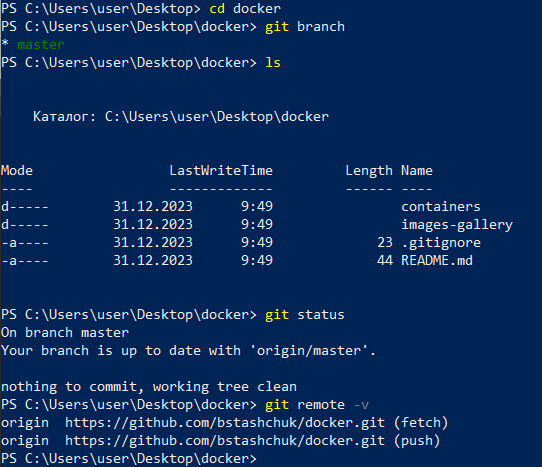 PS C:\Users\user\Desktop> cd docker
PS C:\Users\user\Desktop\docker> git branch
* master
PS C:\Users\user\Desktop\docker> ls
Каталог: C:\Users\user\Desktop\docker
Mode LastWriteTime Length Name
---- ------------- ------ ----
d----- 31.12.2023 9:49 containers
d----- 31.12.2023 9:49 images-gallery
-a---- 31.12.2023 9:49 23 .gitignore
-a---- 31.12.2023 9:49 44 README.md
PS C:\Users\user\Desktop\docker> git status
On branch master
Your branch is up to date with 'origin/master'.
nothing to commit, working tree clean
PS C:\Users\user\Desktop\docker> git remote -v
origin https://github.com/bstashchuk/docker.git (fetch)
origin https://github.com/bstashchuk/docker.git (push)
PS C:\Users\user\Desktop\docker>